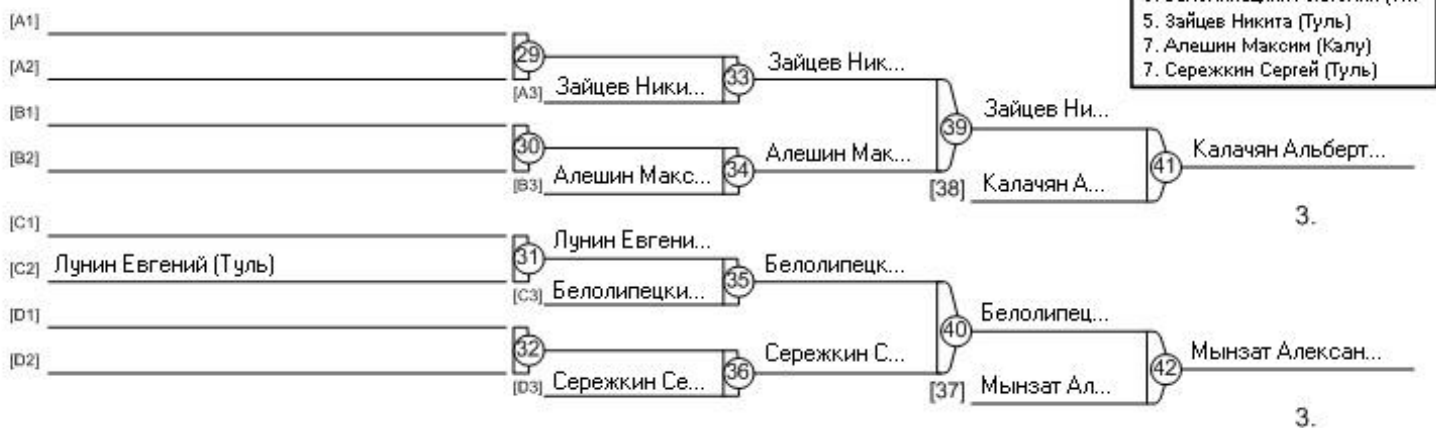 5. Зайцев Никита (Туль)
7. Алешин Максим (Калу)
7. Сережкин Сергей (Туль)
[A1]
[A2]
29
[A3] Зайцев Ники...
33
Зайцев Ник...
[B1]
[B2]
30
[B3] Алешин Макс...
34
Алешин Мак...
39
Зайцев Ни...
[38] Калачян А...
41
Калачян Альберт...
3.
[C1]
[C2] Лунин Евгений (Туль)
31
Лунин Евгени...
[C3] Белолипецки...
35
Белолипецк...
[D1]
[D2]
32
[D3] Сережкин Се...
36
Сережкин С...
40
Белолипец...
[37] Мынзат Ал...
42
Мынзат Алексан...
3.